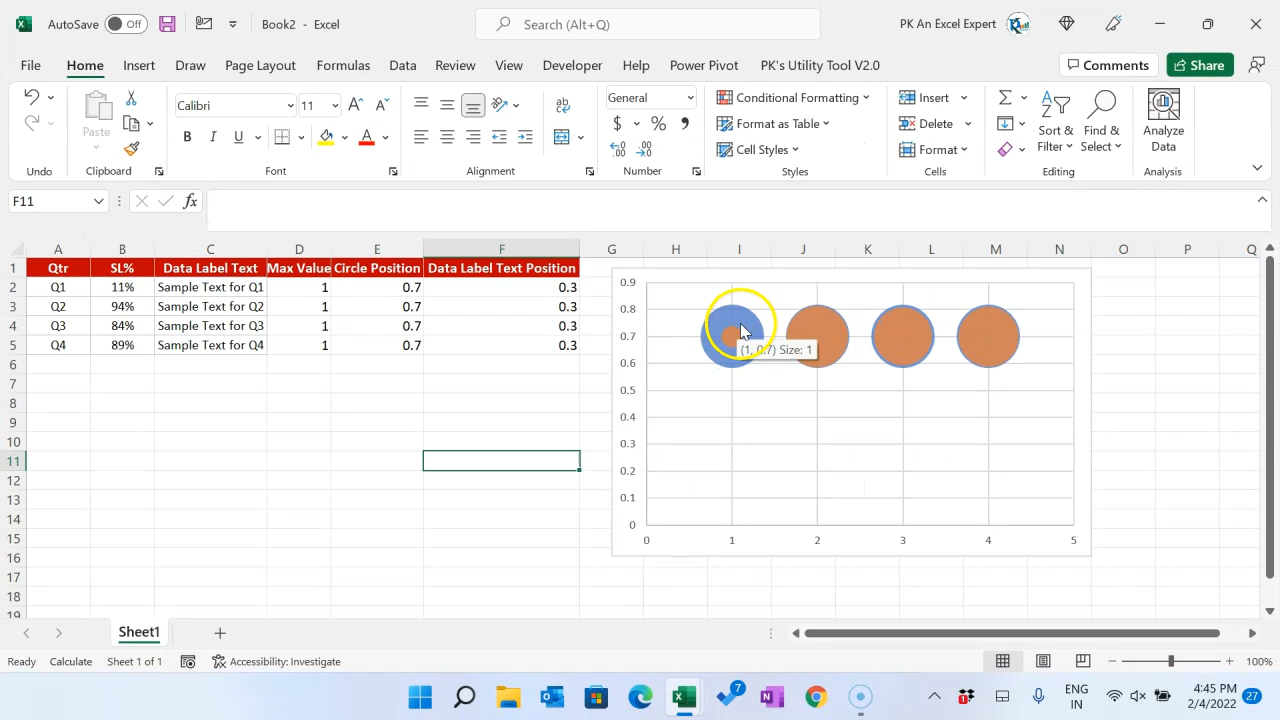 AutoSave Off Book2 - Excel Search (Alt+Q) PK An Excel Expert
File Home Insert Draw Page Layout Formulas Data Review View Developer Help Power Pivot PK's Utility Tool V2.0 Comments Share
Calibri 11 General Conditional Formatting Insert
Paste B I U $ % Format as Table Delete Sort & Filter Find & Select Analyze Data
Cell Styles Format
Undo Clipboard Font Alignment Number Styles Cells Editing Analysis
F11 fx
A B C D E F G H I J K L M N O P Q
1 Qtr SL% Data Label Text Max Value Circle Position Data Label Text Position
2 Q1 11% Sample Text for Q1 1 0.7 0.3
3 Q2 94% Sample Text for Q2 1 0.7 0.3
4 Q3 84% Sample Text for Q3 1 0.7 0.3
5 Q4 89% Sample Text for Q4 1 0.7 0.3
6
7
8
9
10
11
12
13
14
15
16
17
18
19
0.9
0.8
0.7
(1, 0.7) Size: 1
0.6
0.5
0.4
0.3
0.2
0.1
0
0 1 2 3 4 5
Sheet1
Ready Calculate Sheet 1 of 1 Accessibility: Investigate 100%
7 1 ENG IN 4:45 PM 2/4/2022 27